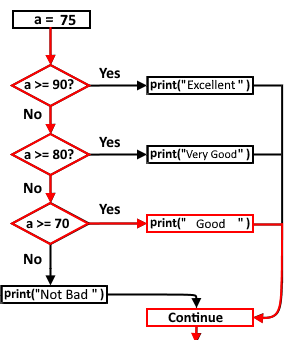 a = 75
a >= 90?
Yes
print("Excellent " )
No
a >= 80?
Yes
print("Very Good" )
No
a >= 70
Yes
print(" Good " )
No
print("Not Bad " )
Continue